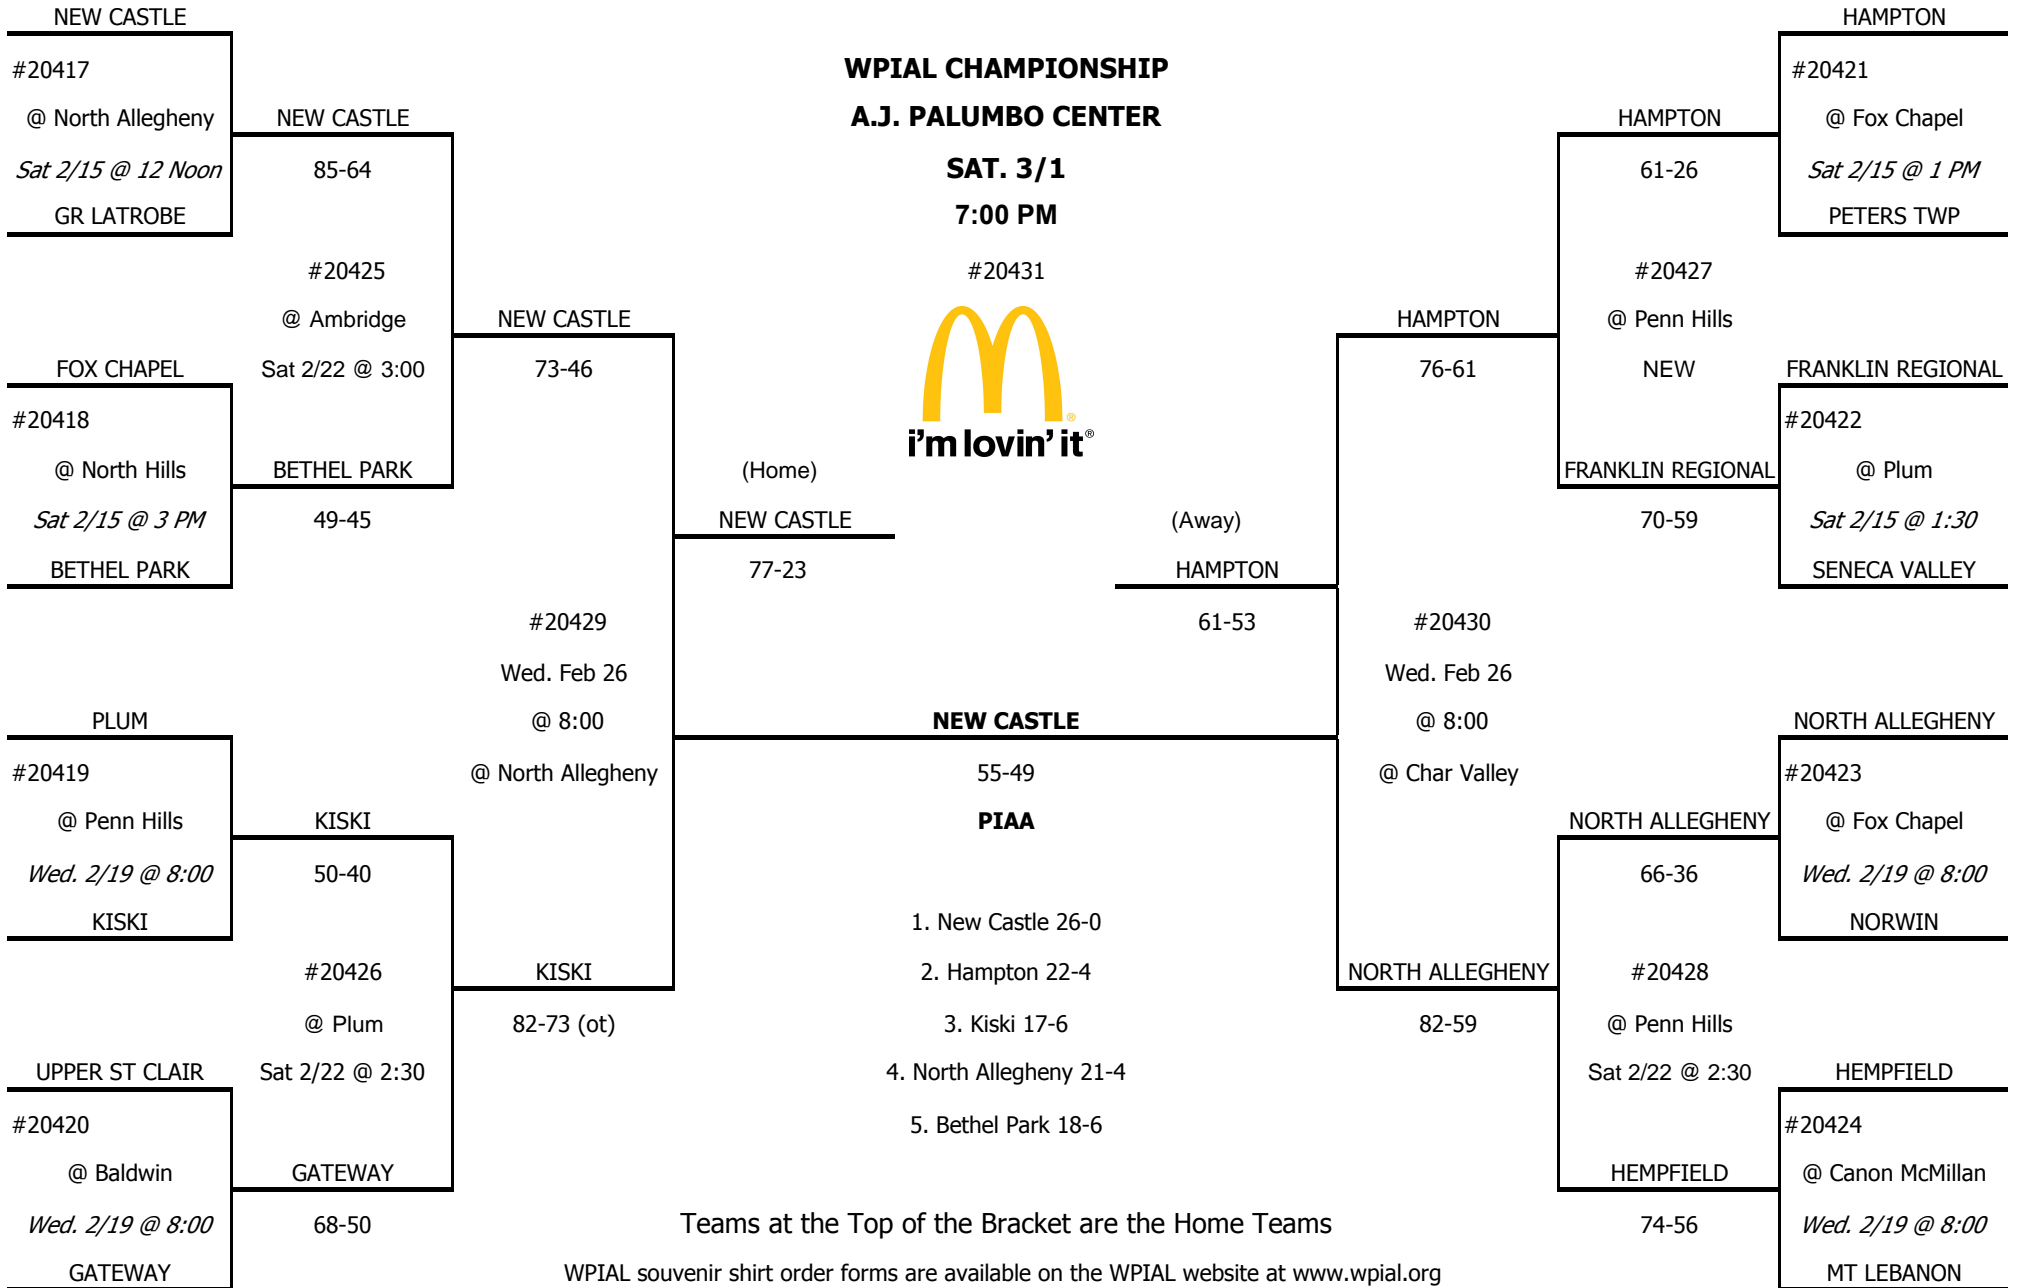 NEW CASTLE
#20417
@ North Allegheny
Sat 2/15 @ 12 Noon
GR LATROBE
FOX CHAPEL
#20418
@ North Hills
Sat 2/15 @ 3 PM
BETHEL PARK
PLUM
#20419
@ Penn Hills
Wed. 2/19 @ 8:00
KISKI
UPPER ST CLAIR
#20420
@ Baldwin
Wed. 2/19 @ 8:00
GATEWAY
NEW CASTLE
85-64
#20425
@ Ambridge
Sat 2/22 @ 3:00
BETHEL PARK
49-45
KISKI
50-40
#20426
@ Plum
Sat 2/22 @ 2:30
GATEWAY
68-50
NEW CASTLE
73-46
#20429
Wed. Feb 26
@ 8:00
@ North Allegheny
KISKI
82-73 (ot)
(Home)
NEW CASTLE
77-23
WPIAL CHAMPIONSHIP
A.J. PALUMBO CENTER
SAT. 3/1
7:00 PM
#20431
i'm lovin' it®
NEW CASTLE
55-49
PIAA
1. New Castle 26-0
2. Hampton 22-4
3. Kiski 17-6
4. North Allegheny 21-4
5. Bethel Park 18-6
Teams at the Top of the Bracket are the Home Teams
WPIAL souvenir shirt order forms are available on the WPIAL website at www.wpial.org
(Away)
HAMPTON
61-53
HAMPTON
76-61
#20430
Wed. Feb 26
@ 8:00
@ Char Valley
NORTH ALLEGHENY
82-59
HAMPTON
61-26
#20427
@ Penn Hills
NEW
FRANKLIN REGIONAL
70-59
NORTH ALLEGHENY
66-36
#20428
@ Penn Hills
Sat 2/22 @ 2:30
HEMPFIELD
74-56
HAMPTON
#20421
@ Fox Chapel
Sat 2/15 @ 1 PM
PETERS TWP
FRANKLIN REGIONAL
#20422
@ Plum
Sat 2/15 @ 1:30
SENECA VALLEY
NORTH ALLEGHENY
#20423
@ Fox Chapel
Wed. 2/19 @ 8:00
NORWIN
HEMPFIELD
#20424
@ Canon McMillan
Wed. 2/19 @ 8:00
MT LEBANON